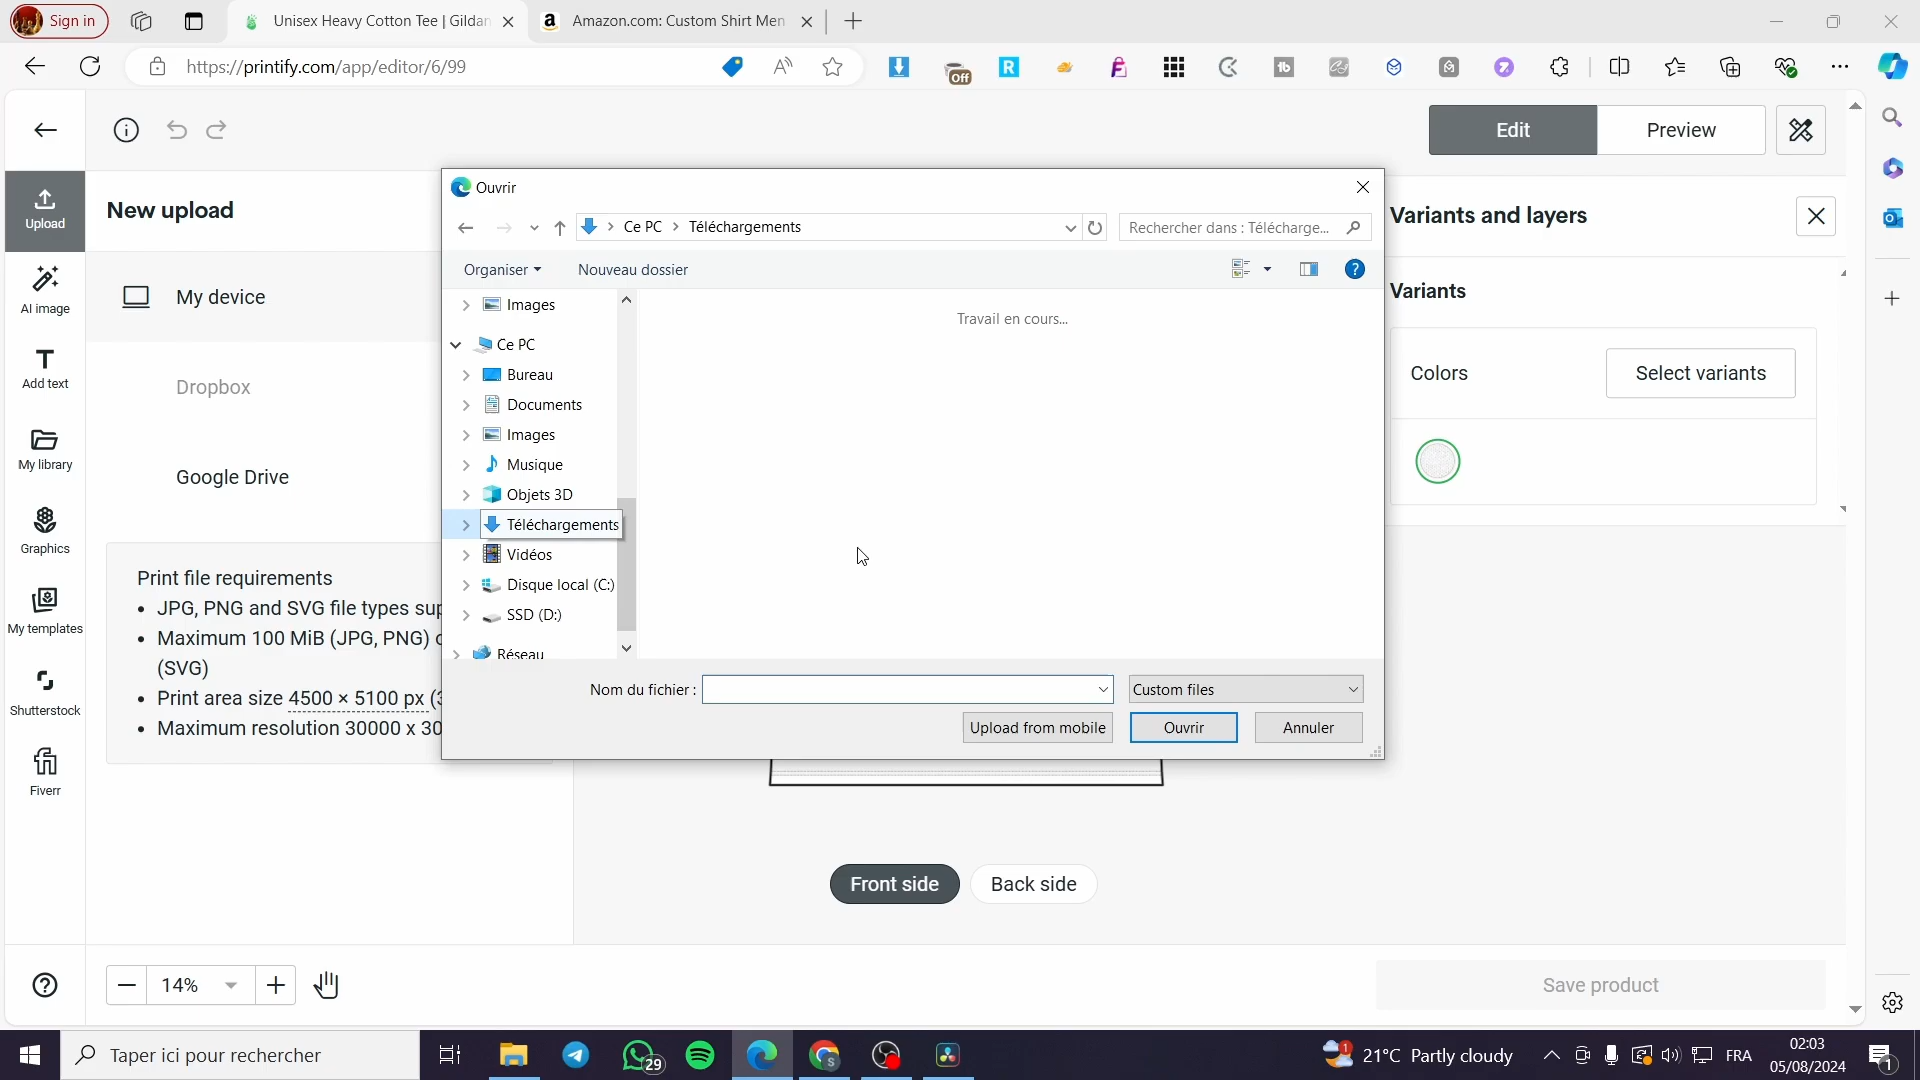 Sign in
Unisex Heavy Cotton Tee | Gildan
Amazon.com: Custom Shirt Men
https://printify.com/app/editor/6/99
Off
Edit
Preview
Upload
AI image
Add text
My library
Graphics
My templates
Shutterstock
Fiverr
New upload
My device
Dropbox
Google Drive
Print file requirements
• JPG, PNG and SVG file types sup
• Maximum 100 MiB (JPG, PNG) o
(SVG)
• Print area size 4500 × 5100 px (3
• Maximum resolution 30000 x 30
Ouvrir
Ce PC > Téléchargements
Rechercher dans : Télécharge...
Organiser
Nouveau dossier
Images
Ce PC
Bureau
Documents
Images
Musique
Objets 3D
Téléchargements
Vidéos
Disque local (C:)
SSD (D:)
Réseau
Travail en cours...
Nom du fichier :
Custom files
Upload from mobile
Ouvrir
Annuler
Variants and layers
Variants
Colors
Select variants
Front side
Back side
14%
Save product
Taper ici pour rechercher
29
1
21°C Partly cloudy
FRA
02:03
05/08/2024
1